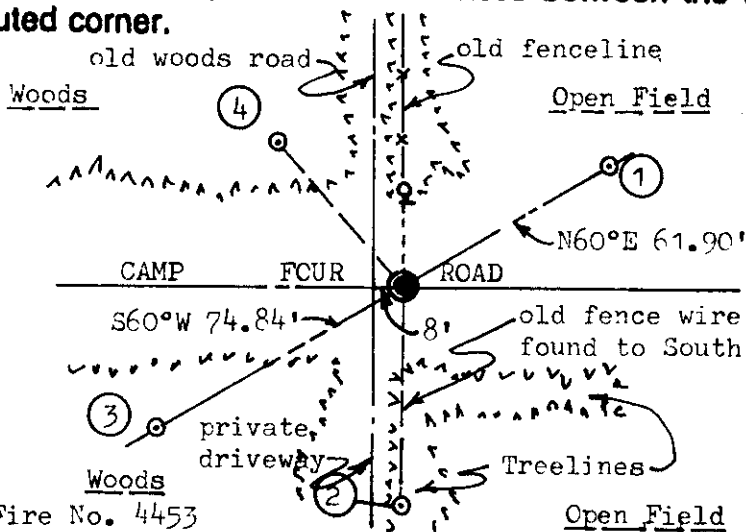 uted corner.
old woods road
old fenceline
Woods
Open Field
4
1
N60°E 61.90'
CAMP FOUR ROAD
S60°W 74.84'
8'
old fence wire
found to South
3
private
driveway
2
Treelines
Woods
Fire No. 4453
Open Field